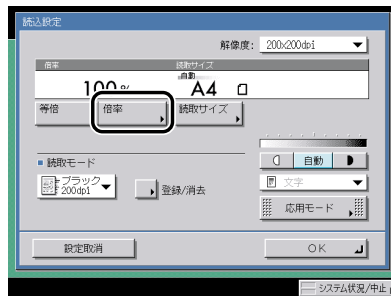 読込設定
解像度: 200x200dpi
倍率 読取サイズ
自動
100% A4
等倍 倍率 読取サイズ
自動
読取モード
ブラック
200dpi
登録/消去
文字
応用モード
設定取消 OK
システム状況/中止